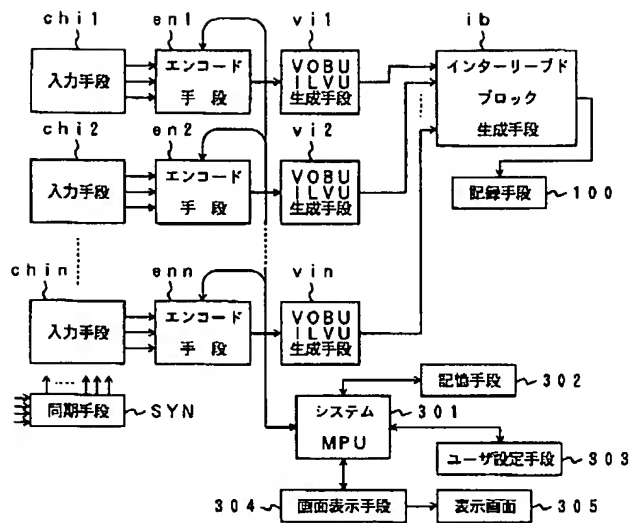 chi1 en1 vi1 ib
入力手段
エンコード
手段
VOBU
ILVU
生成手段
インターリーブド
ブロック
生成手段
chi2 en2 vi2
入力手段
エンコード
手段
VOBU
ILVU
生成手段
記録手段 100
chin enn vin
入力手段
エンコード
手段
VOBU
ILVU
生成手段
同期手段 SYN
システム
MPU
301
記憶手段 302
ユーザ設定手段 303
304 画面表示手段
表示画面 305